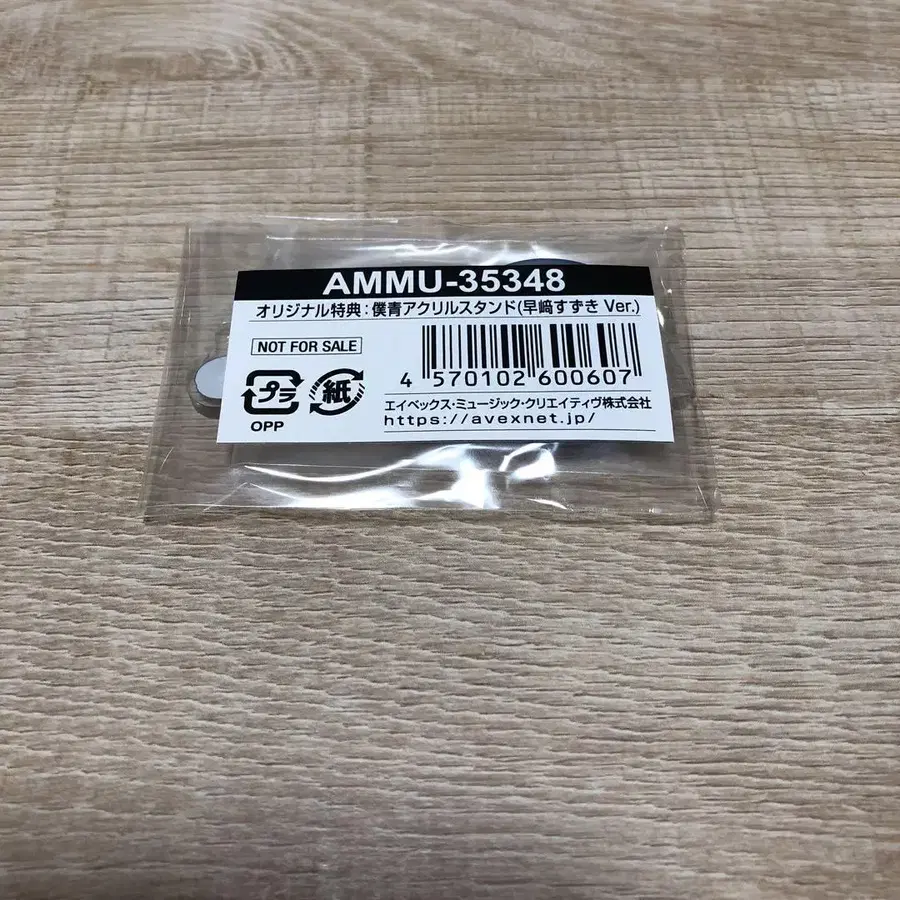 AMMU-35348
オリジナル特典：僕青アクリルスタンド(早﨑すずき Ver.)
NOT FOR SALE
プラ
紙
OPP
4 570102 600607
エイベックス・ミュージック・クリエイティヴ株式会社
https://avexnet.jp/